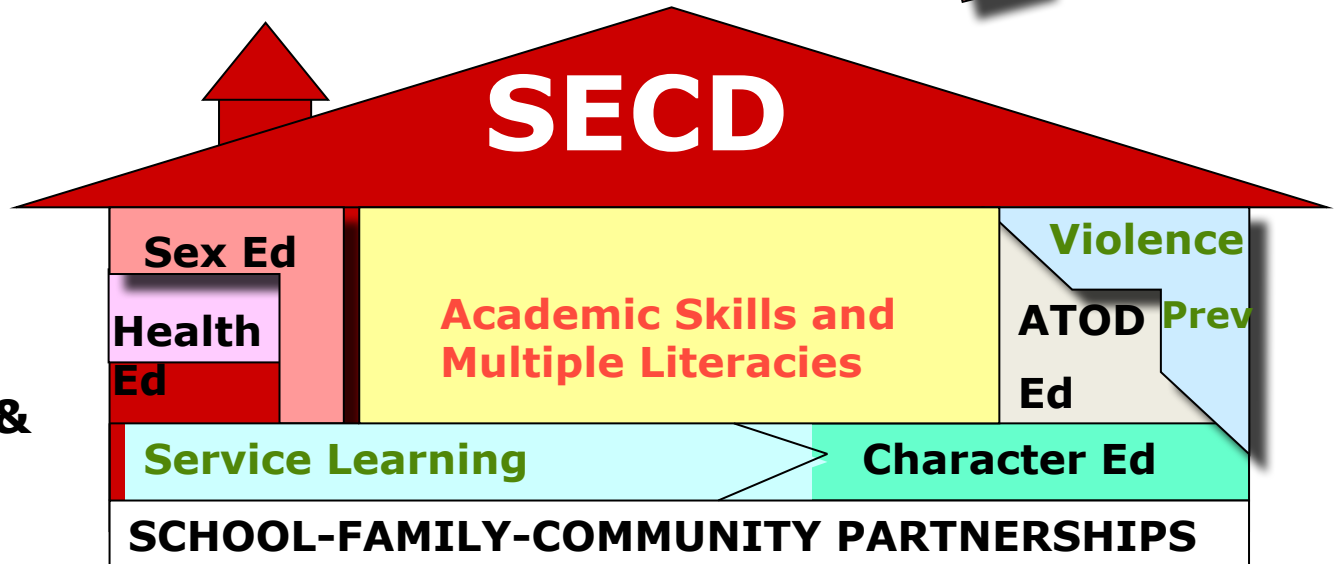 SECD
Sex Ed
Health
Ed
&
Academic Skills and
Multiple Literacies
Violence
Prev
ATOD
Ed
Service Learning
Character Ed
SCHOOL-FAMILY-COMMUNITY PARTNERSHIPS